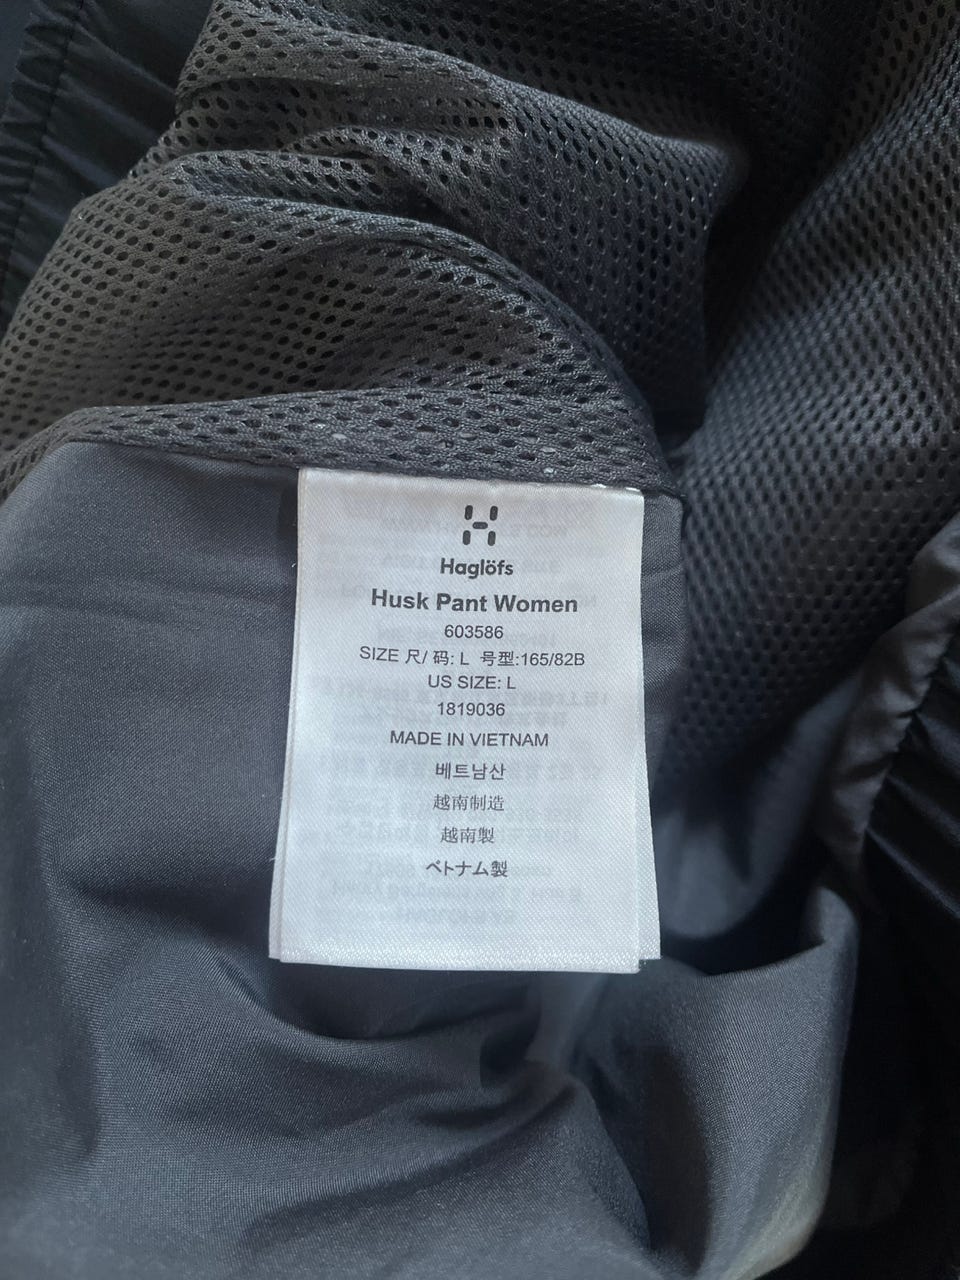 Haglöfs
Husk Pant Women
603586
SIZE 尺/ 码: L 号型:165/82B
US SIZE: L
1819036
MADE IN VIETNAM
베트남산
越南制造
越南製
ベトナム製